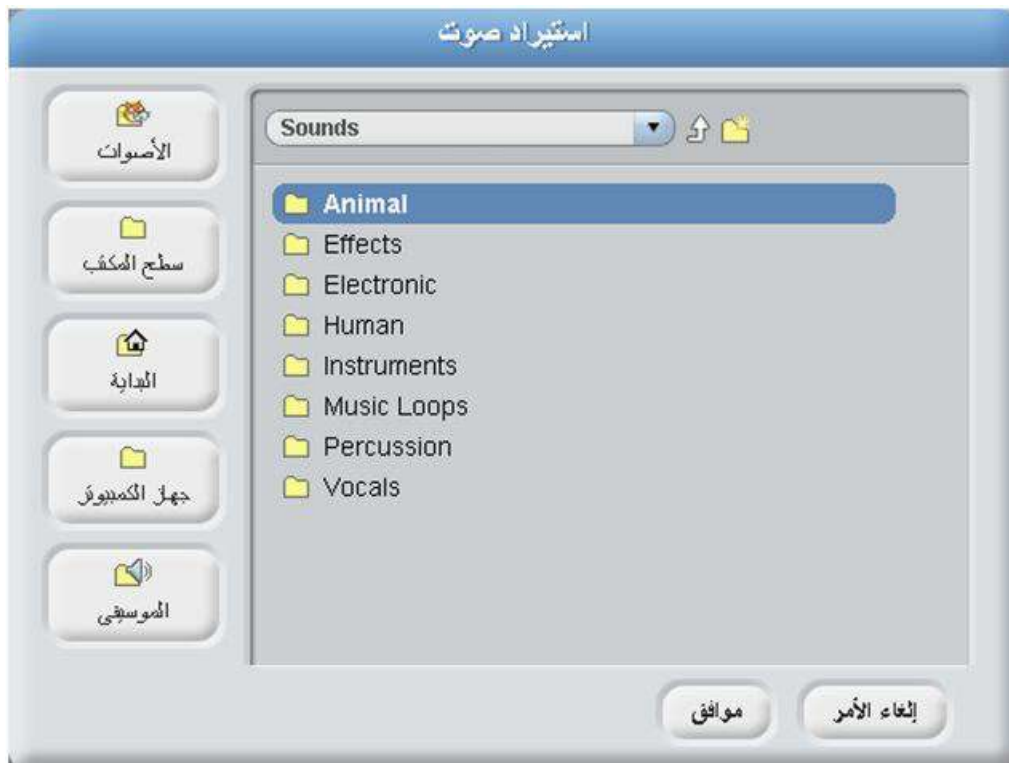 استيراد صوت
الأصوات
سطح المكتب
البداية
جهاز الكمبيوتر
الموسيقى
Sounds
Animal
Effects
Electronic
Human
Instruments
Music Loops
Percussion
Vocals
موافق
إلغاء الأمر